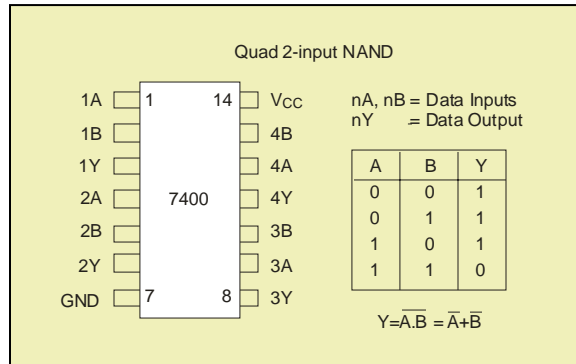 Quad 2-input NAND
1A 1 14 VCC
1B 4B
1Y 4A
2A 7400 4Y
2B 3B
2Y 3A
GND 7 8 3Y
nA, nB = Data Inputs
nY = Data Output
A B Y
0 0 1
0 1 1
1 0 1
1 1 0
Y=A̅.̅B̅ = A̅+B̅